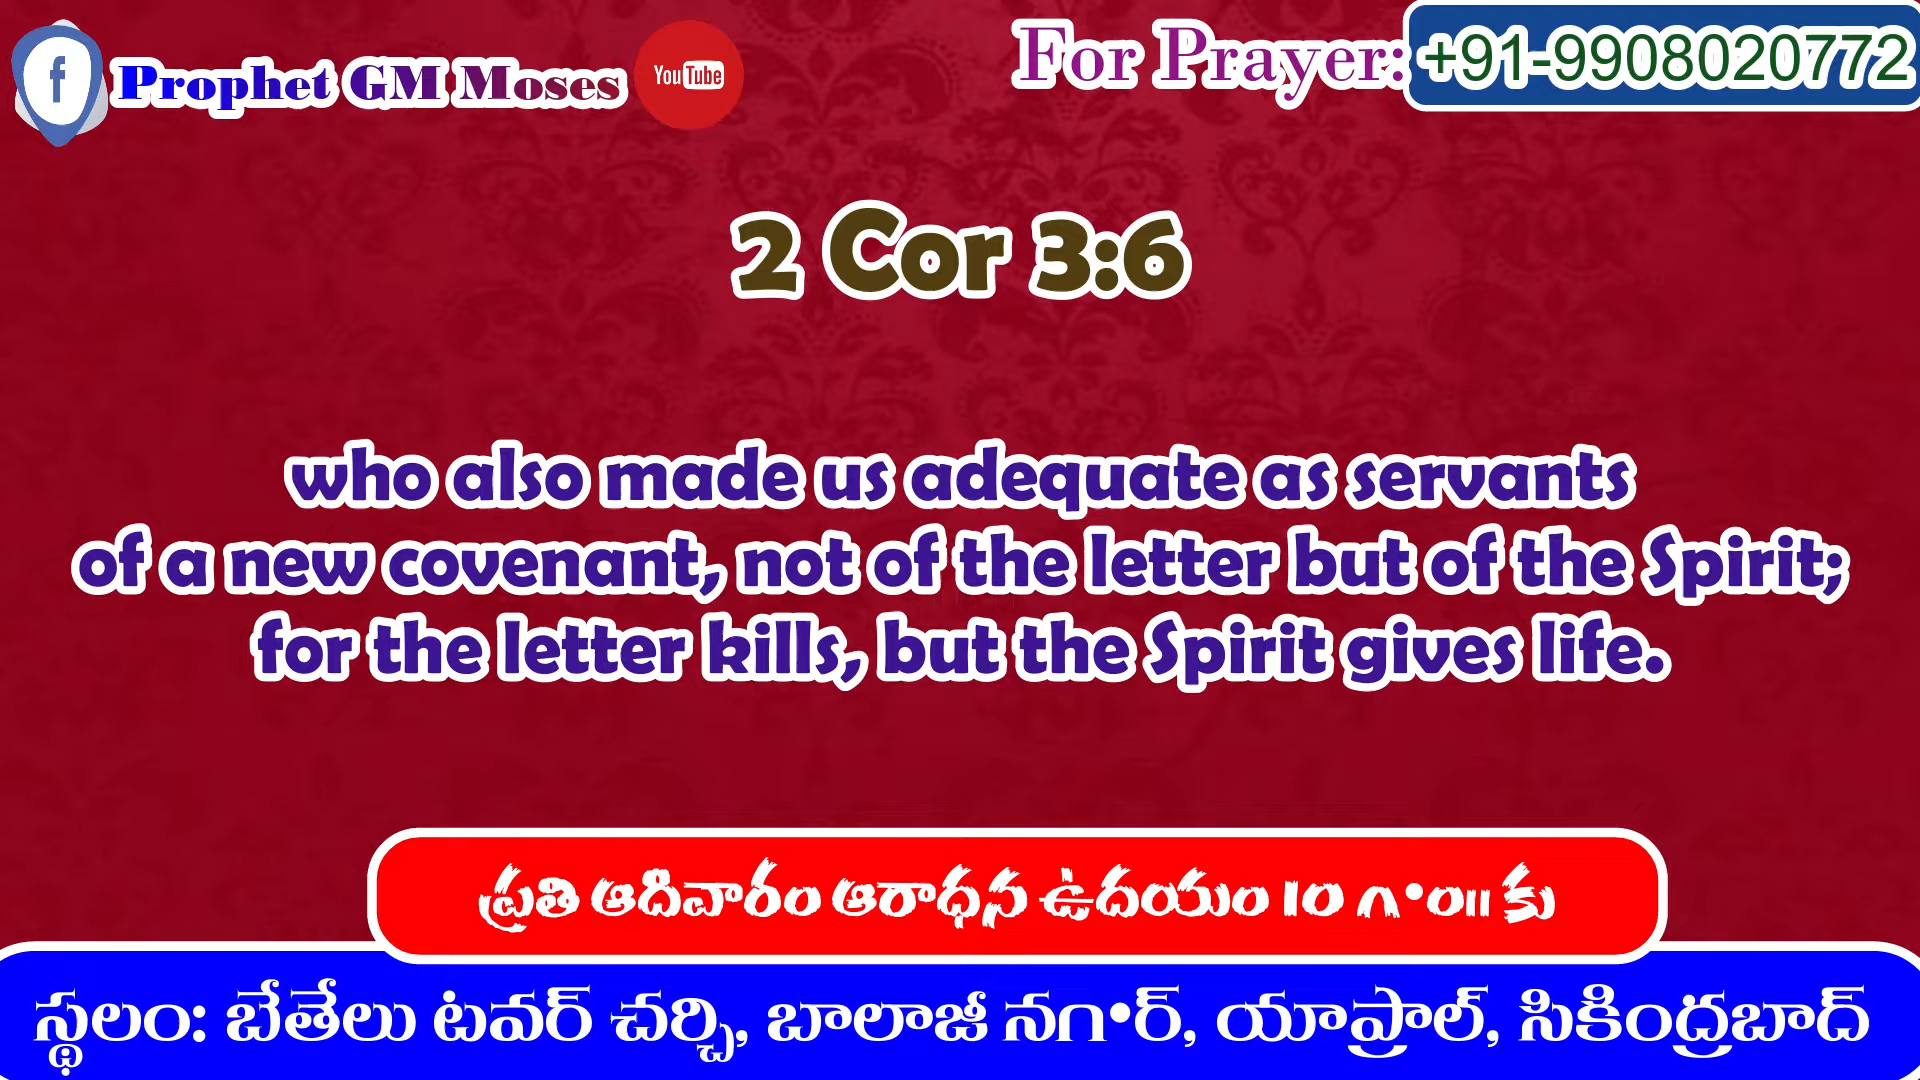 f Prophet GM Moses YouTube For Prayer: +91-9908020772
2 Cor 3:6
who also made us adequate as servants
of a new covenant, not of the letter but of the Spirit;
for the letter kills, but the Spirit gives life.
ప్రతి ఆదివారం ఆరాధన ఉదయం 10 గం॥ కు
స్థలం: బేతేలు టవర్ చర్చి, బాలాజీ నగర్, యాప్రాల్, సికింద్రబాద్